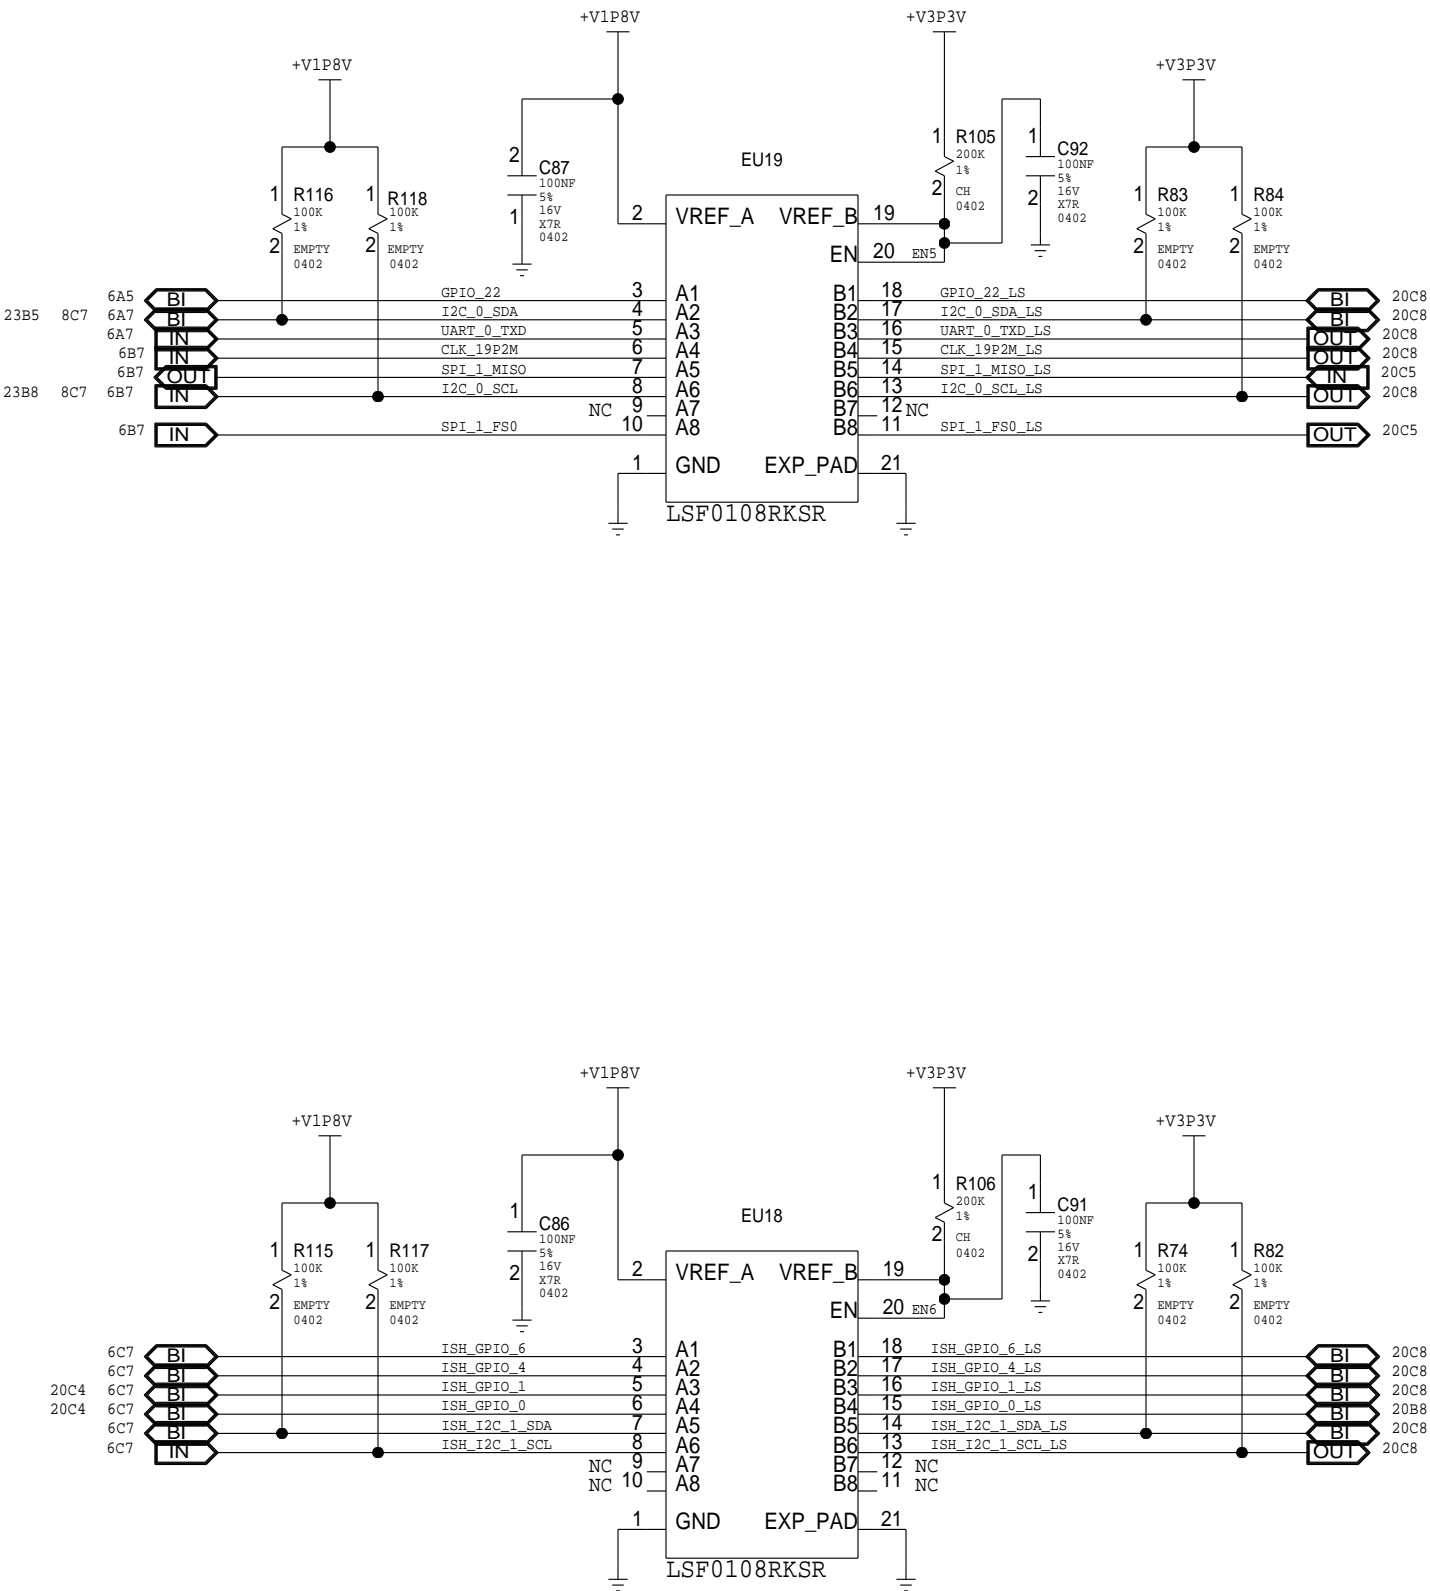 +V1P8V
+V3P3V
+V1P8V
+V3P3V
1 R105
200K
1%
2 CH
0402
1 C92
100NF
5%
16V
2 X7R
0402
EU19
2 C87
100NF
5%
16V
1 X7R
0402
1 R116
100K
1%
2 EMPTY
0402
1 R118
100K
1%
2 EMPTY
0402
1 R83
100K
1%
2 EMPTY
0402
1 R84
100K
1%
2 EMPTY
0402
2 VREF_A VREF_B 19
EN 20 EN5
6A5 BI GPIO_22 3 A1 B1 18 GPIO_22_LS BI 20C8
23B5 8C7 6A7 BI I2C_0_SDA 4 A2 B2 17 I2C_0_SDA_LS BI 20C8
6A7 IN UART_0_TXD 5 A3 B3 16 UART_0_TXD_LS OUT 20C8
6B7 IN CLK_19P2M 6 A4 B4 15 CLK_19P2M_LS OUT 20C8
6B7 OUT SPI_1_MISO 7 A5 B5 14 SPI_1_MISO_LS IN 20C5
23B8 8C7 6B7 IN I2C_0_SCL 8 A6 B6 13 I2C_0_SCL_LS OUT 20C8
NC 9 A7 B7 12 NC
6B7 IN SPI_1_FS0 10 A8 B8 11 SPI_1_FS0_LS OUT 20C5
1 GND EXP_PAD 21
LSF0108RKSR
+V1P8V
+V3P3V
+V1P8V
+V3P3V
1 R106
200K
1%
2 CH
0402
1 C91
100NF
5%
16V
2 X7R
0402
EU18
1 C86
100NF
5%
16V
2 X7R
0402
1 R115
100K
1%
2 EMPTY
0402
1 R117
100K
1%
2 EMPTY
0402
1 R74
100K
1%
2 EMPTY
0402
1 R82
100K
1%
2 EMPTY
0402
2 VREF_A VREF_B 19
EN 20 EN6
6C7 BI ISH_GPIO_6 3 A1 B1 18 ISH_GPIO_6_LS BI 20C8
6C7 BI ISH_GPIO_4 4 A2 B2 17 ISH_GPIO_4_LS BI 20C8
20C4 6C7 BI ISH_GPIO_1 5 A3 B3 16 ISH_GPIO_1_LS BI 20C8
20C4 6C7 BI ISH_GPIO_0 6 A4 B4 15 ISH_GPIO_0_LS BI 20B8
6C7 BI ISH_I2C_1_SDA 7 A5 B5 14 ISH_I2C_1_SDA_LS BI 20C8
6C7 IN ISH_I2C_1_SCL 8 A6 B6 13 ISH_I2C_1_SCL_LS OUT 20C8
NC 9 A7 B7 12 NC
NC 10 A8 B8 11 NC
1 GND EXP_PAD 21
LSF0108RKSR